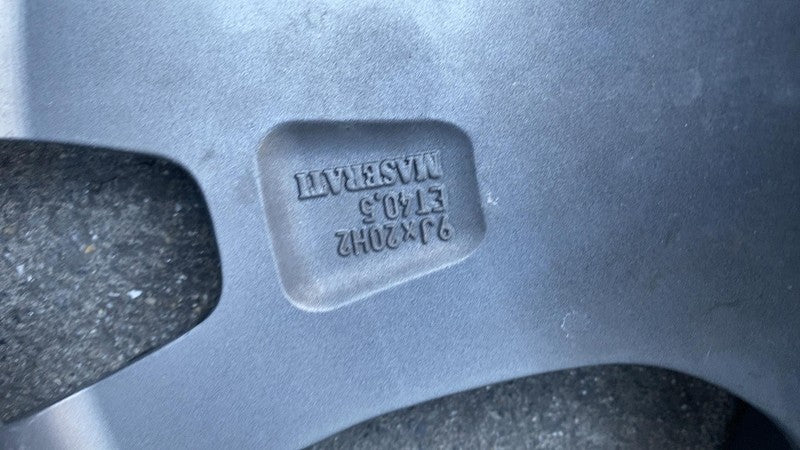 9Jx20H2
ET40,5
MASERATI